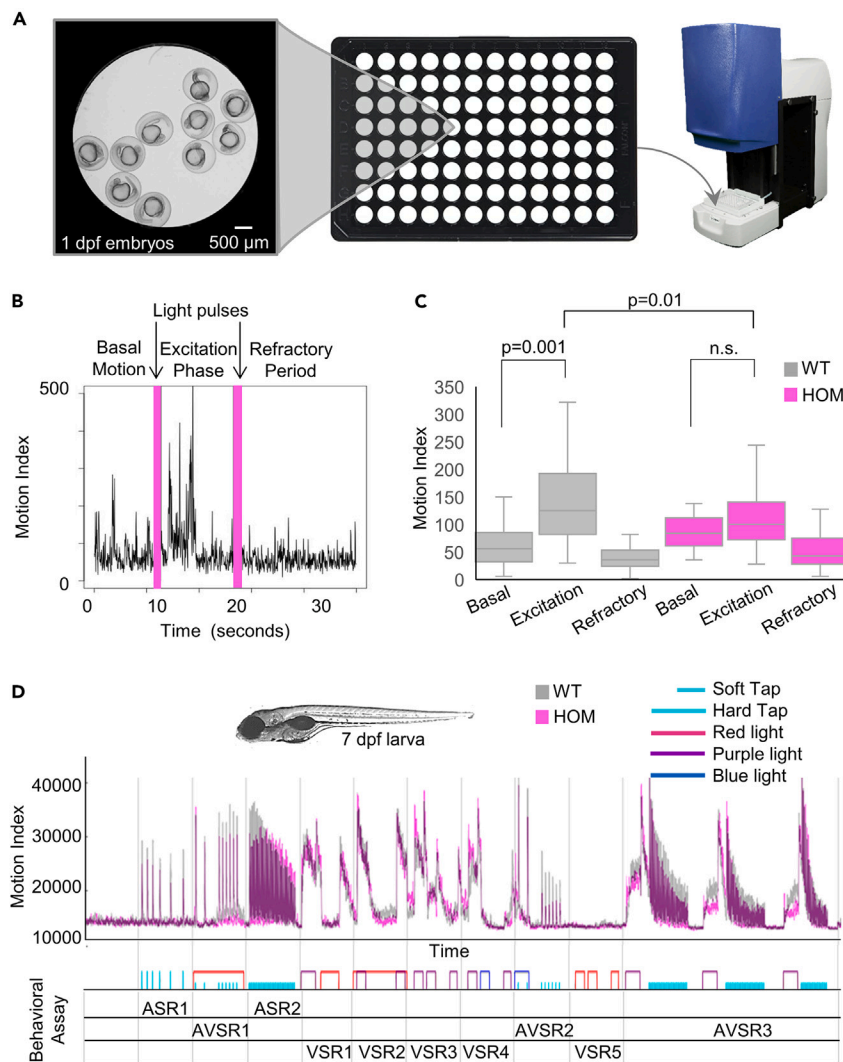 A
1 dpf embryos
500 µm
B
Light pulses
Basal Motion
Excitation Phase
Refractory Period
500
0
Motion Index
0 10 20 30
Time (seconds)
C
p=0.01
p=0.001
n.s.
WT
HOM
Motion Index
350
300
250
200
150
100
50
0
Basal
Excitation
Refractory
Basal
Excitation
Refractory
D
7 dpf larva
WT
HOM
Soft Tap
Hard Tap
Red light
Purple light
Blue light
Motion Index
40000
30000
20000
10000
Time
Behavioral Assay
ASR1 ASR2
AVSR1 AVSR2 AVSR3
VSR1 VSR2 VSR3 VSR4 VSR5